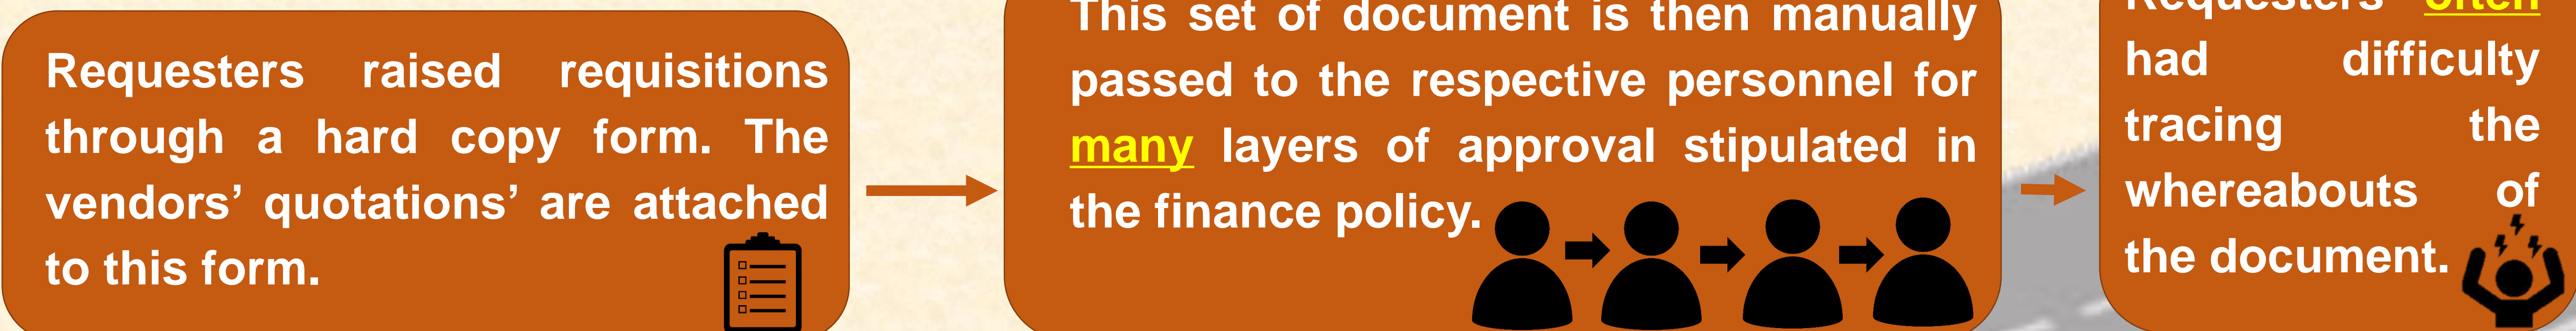 Requesters raised requisitions
through a hard copy form. The
vendors’ quotations’ are attached
to this form.
This set of document is then manually
passed to the respective personnel for
many layers of approval stipulated in
the finance policy.
Requesters often
had difficulty
tracing the
whereabouts of
the document.